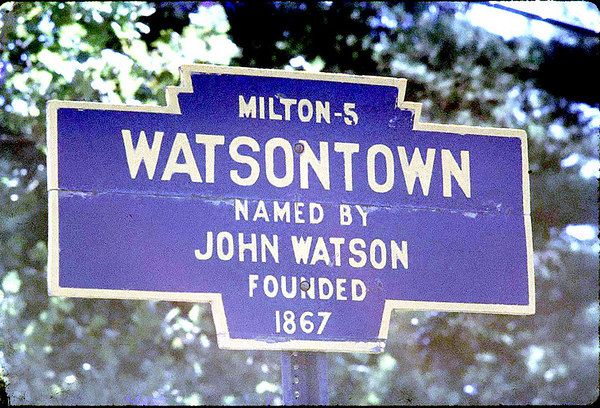 MILTON-5
WATSONTOWN
NAMED BY
JOHN WATSON
FOUNDED
1867